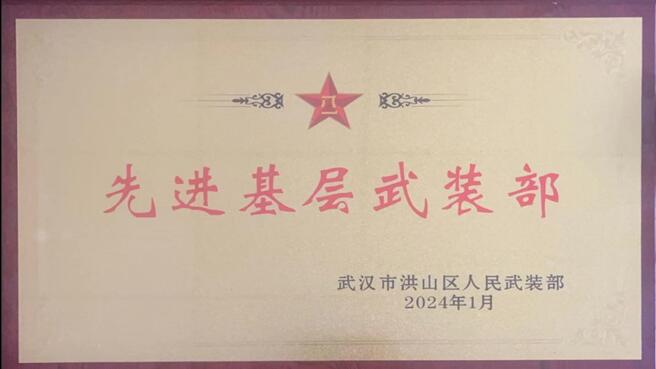 八一
先进基层武装部
武汉市洪山区人民武装部
2024年1月